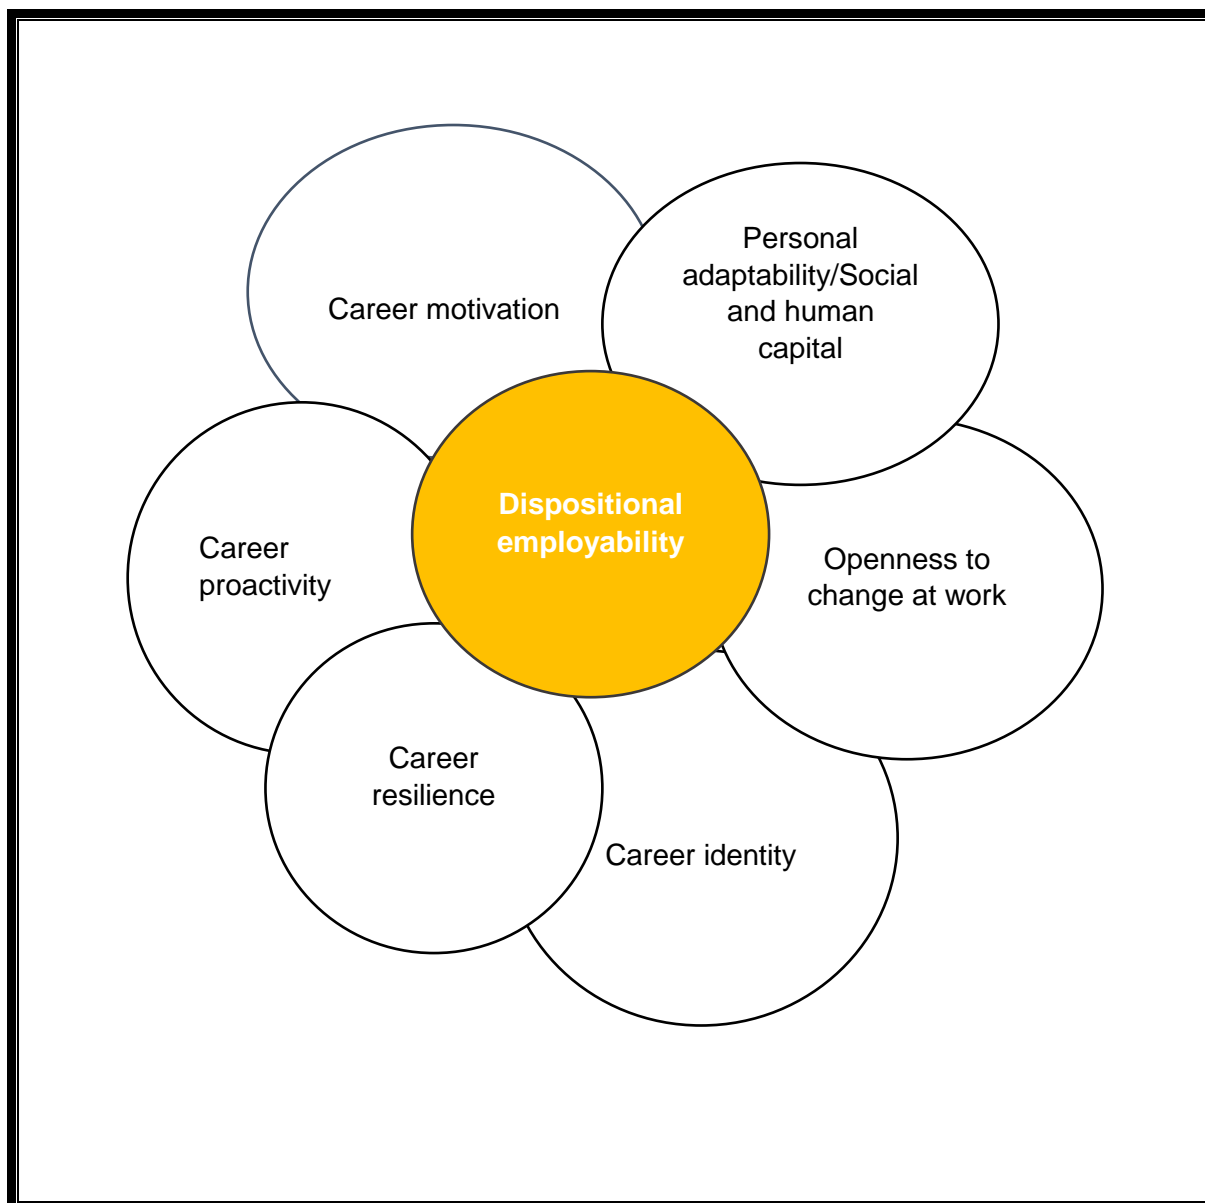 Career motivation
Personal
adaptability/Social
and human
capital
Dispositional
employability
Career
proactivity
Openness to
change at work
Career
resilience
Career identity